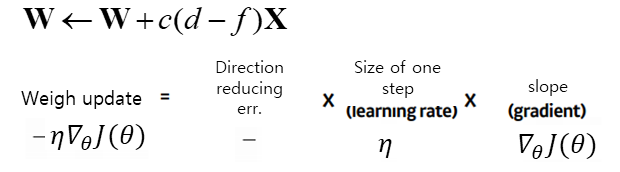 W ← W + c(d − f)X
Direction reducing err.
Size of one step (learning rate)
slope (gradient)
Weigh update = × ×
−η∇θJ(θ) − η ∇θJ(θ)